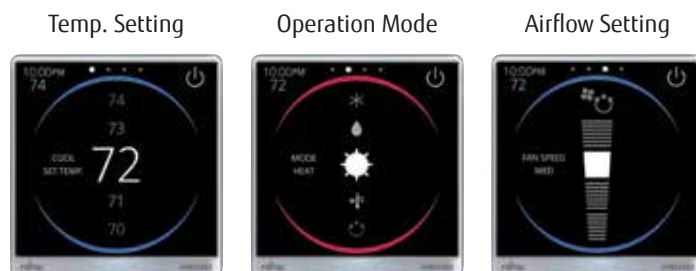 Temp. Setting
Operation Mode
Airflow Setting
10:00PM
74
74
73
COOL
SET TEMP.
72
71
70
10:00PM
72
MODE
HEAT
10:00PM
72
FAN SPEED
MED